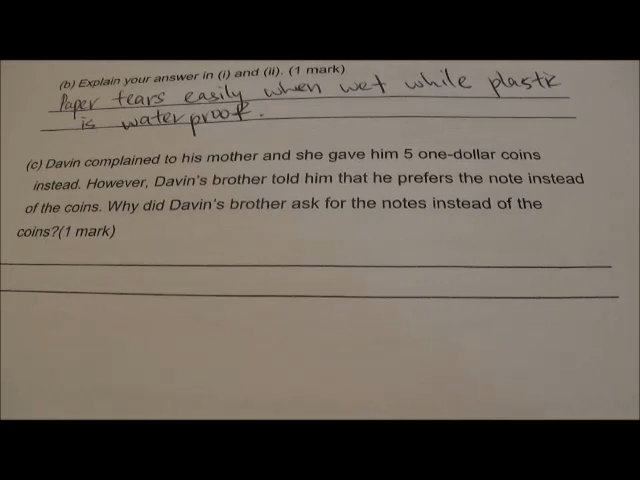 (b) Explain your answer in (i) and (ii). (1 mark)
Paper tears easily when wet while plastic
is waterproof.
(c) Davin complained to his mother and she gave him 5 one-dollar coins
instead. However, Davin's brother told him that he prefers the note instead
of the coins. Why did Davin's brother ask for the notes instead of the
coins?(1 mark)